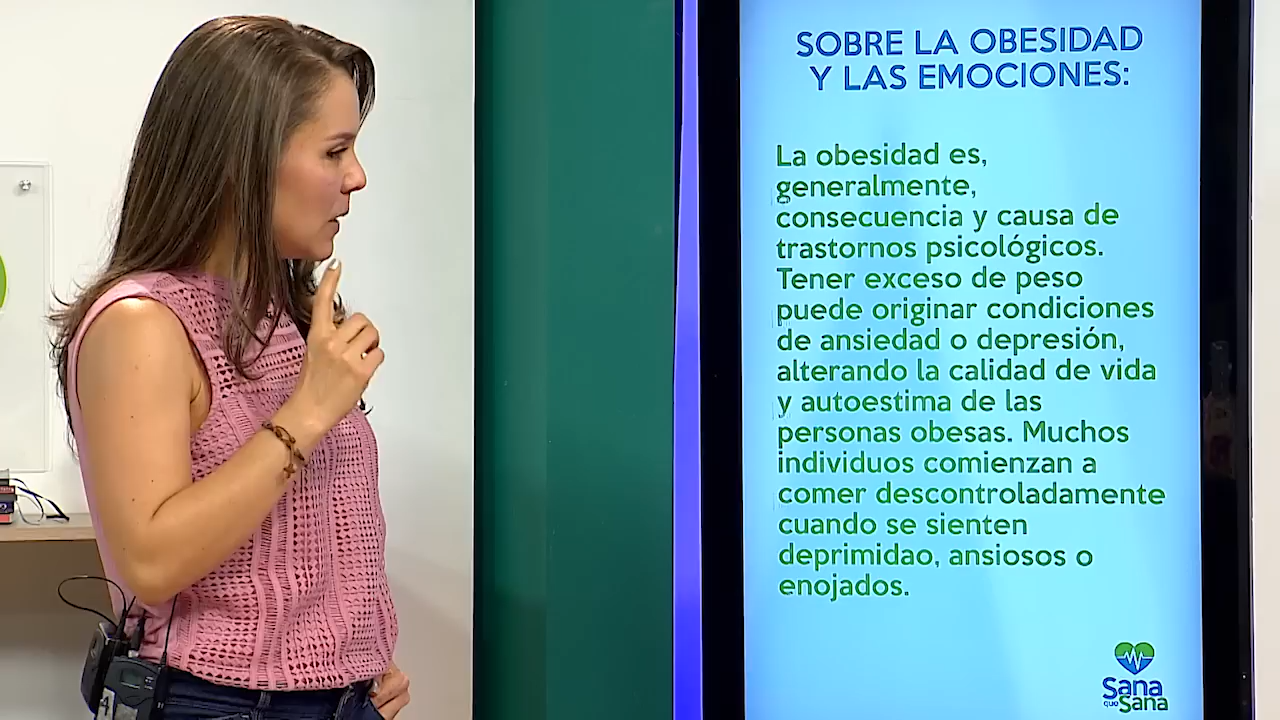 SOBRE LA OBESIDAD
Y LAS EMOCIONES:
La obesidad es,
generalmente,
consecuencia y causa de
trastornos psicológicos.
Tener exceso de peso
puede originar condiciones
de ansiedad o depresión,
alterando la calidad de vida
y autoestima de las
personas obesas. Muchos
individuos comienzan a
comer descontroladamente
cuando se sienten
deprimidao, ansiosos o
enojados.
Sana
que Sana